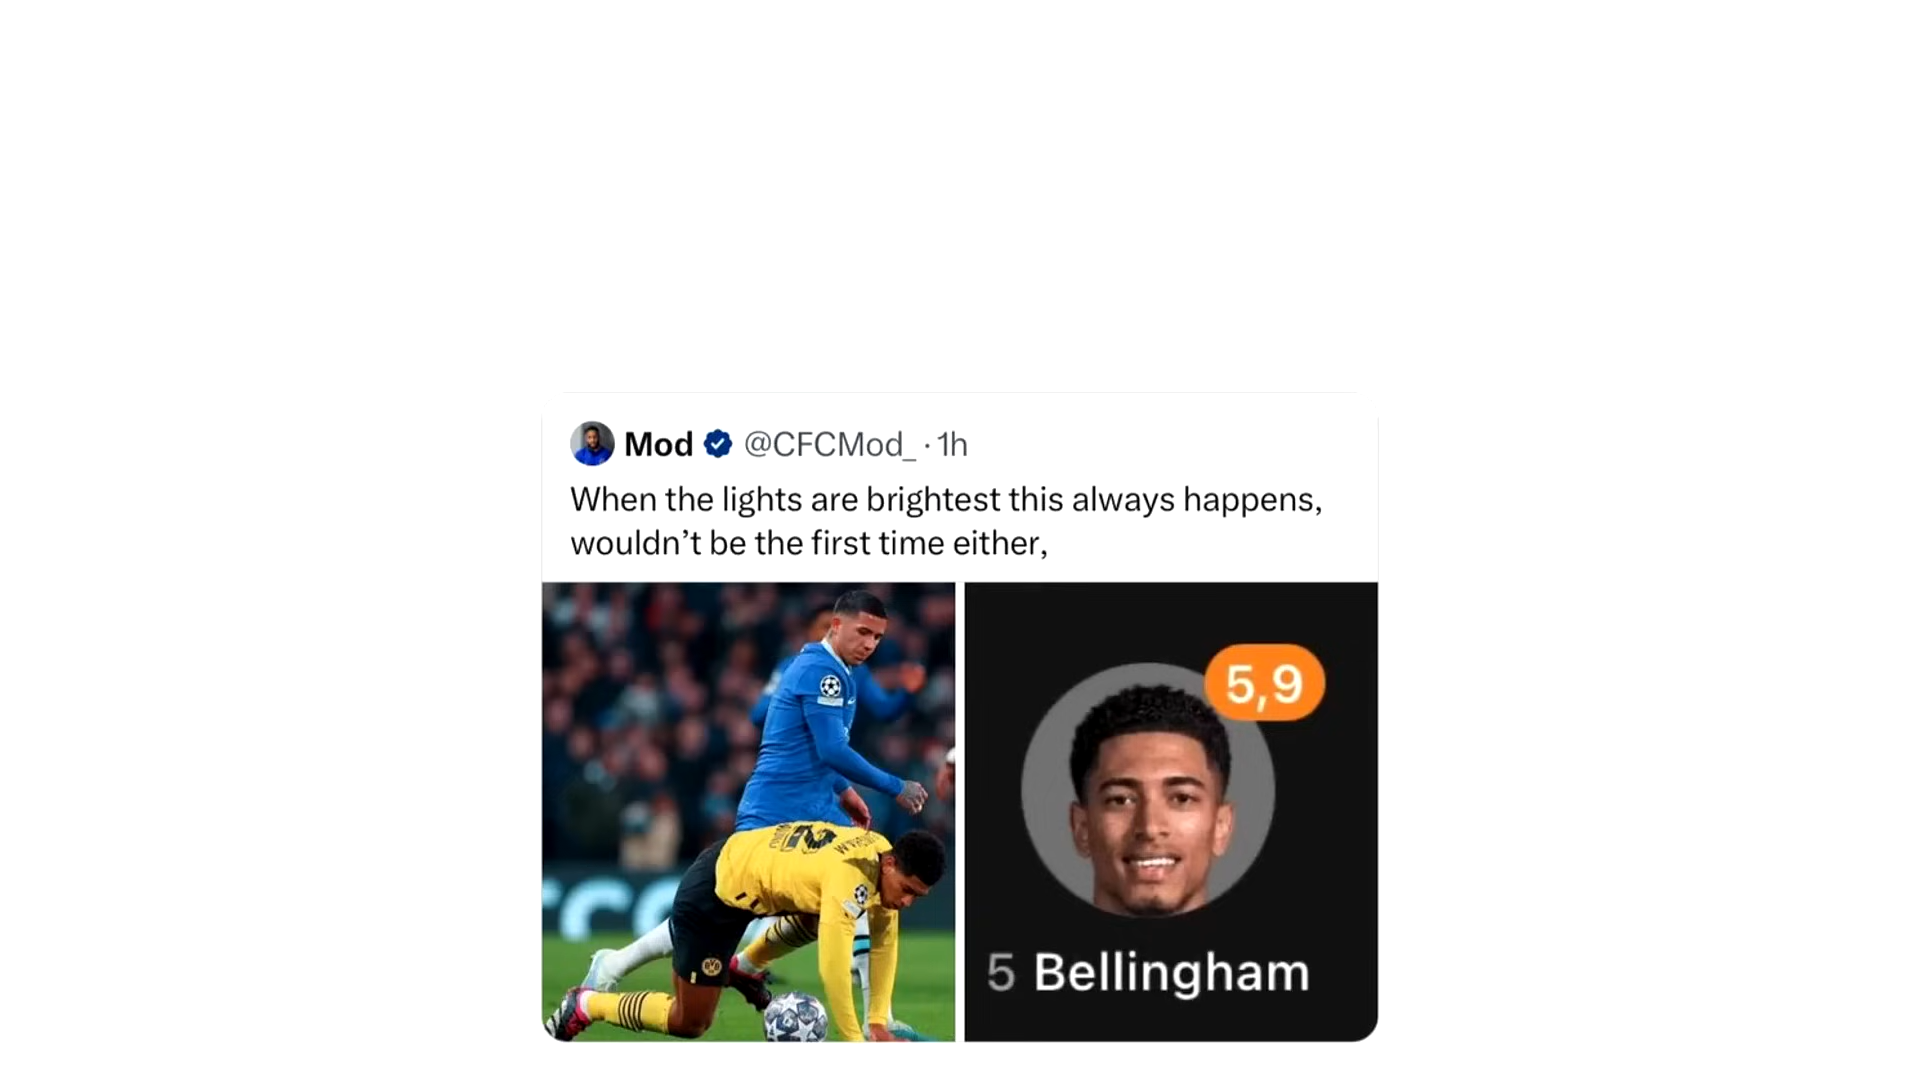 Mod @CFCMod_ · 1h
When the lights are brightest this always happens,
wouldn’t be the first time either,
5,9
5 Bellingham